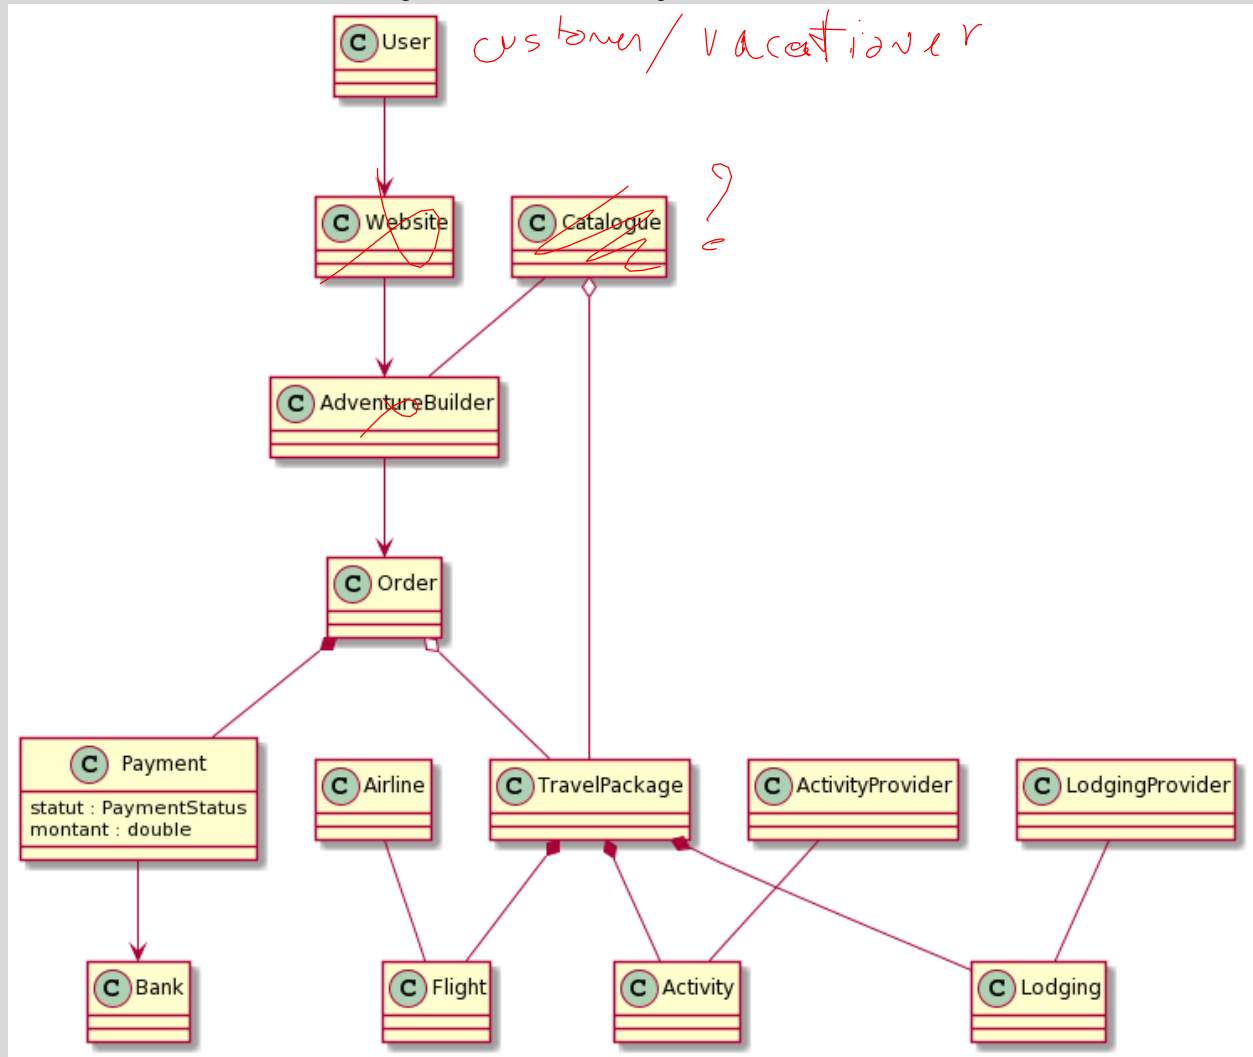 C User customer/vacationer
C Website C Catalogue ?
C AdventureBuilder
C Order
C Payment
statut : PaymentStatus
montant : double
C Airline C TravelPackage C ActivityProvider C LodgingProvider
C Bank C Flight C Activity C Lodging